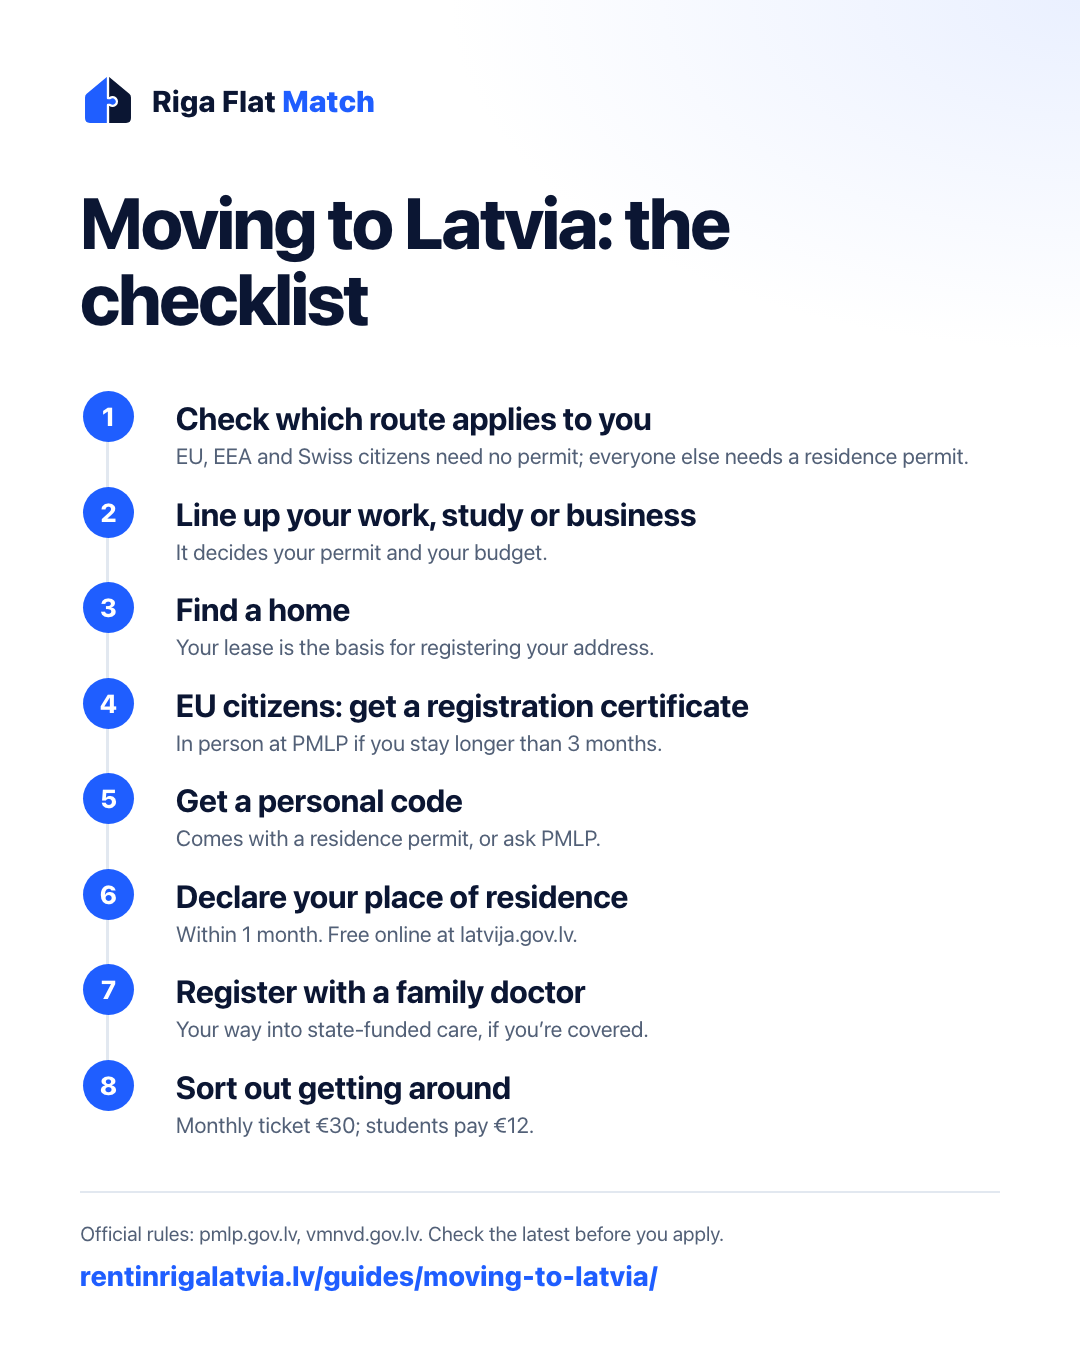 Riga Flat Match
Moving to Latvia: the
checklist
1
Check which route applies to you
EU, EEA and Swiss citizens need no permit; everyone else needs a residence permit.
2
Line up your work, study or business
It decides your permit and your budget.
3
Find a home
Your lease is the basis for registering your address.
4
EU citizens: get a registration certificate
In person at PMLP if you stay longer than 3 months.
5
Get a personal code
Comes with a residence permit, or ask PMLP.
6
Declare your place of residence
Within 1 month. Free online at latvija.gov.lv.
7
Register with a family doctor
Your way into state-funded care, if you’re covered.
8
Sort out getting around
Monthly ticket €30; students pay €12.
Official rules: pmlp.gov.lv, vmnvd.gov.lv. Check the latest before you apply.
rentinrigalatvia.lv/guides/moving-to-latvia/